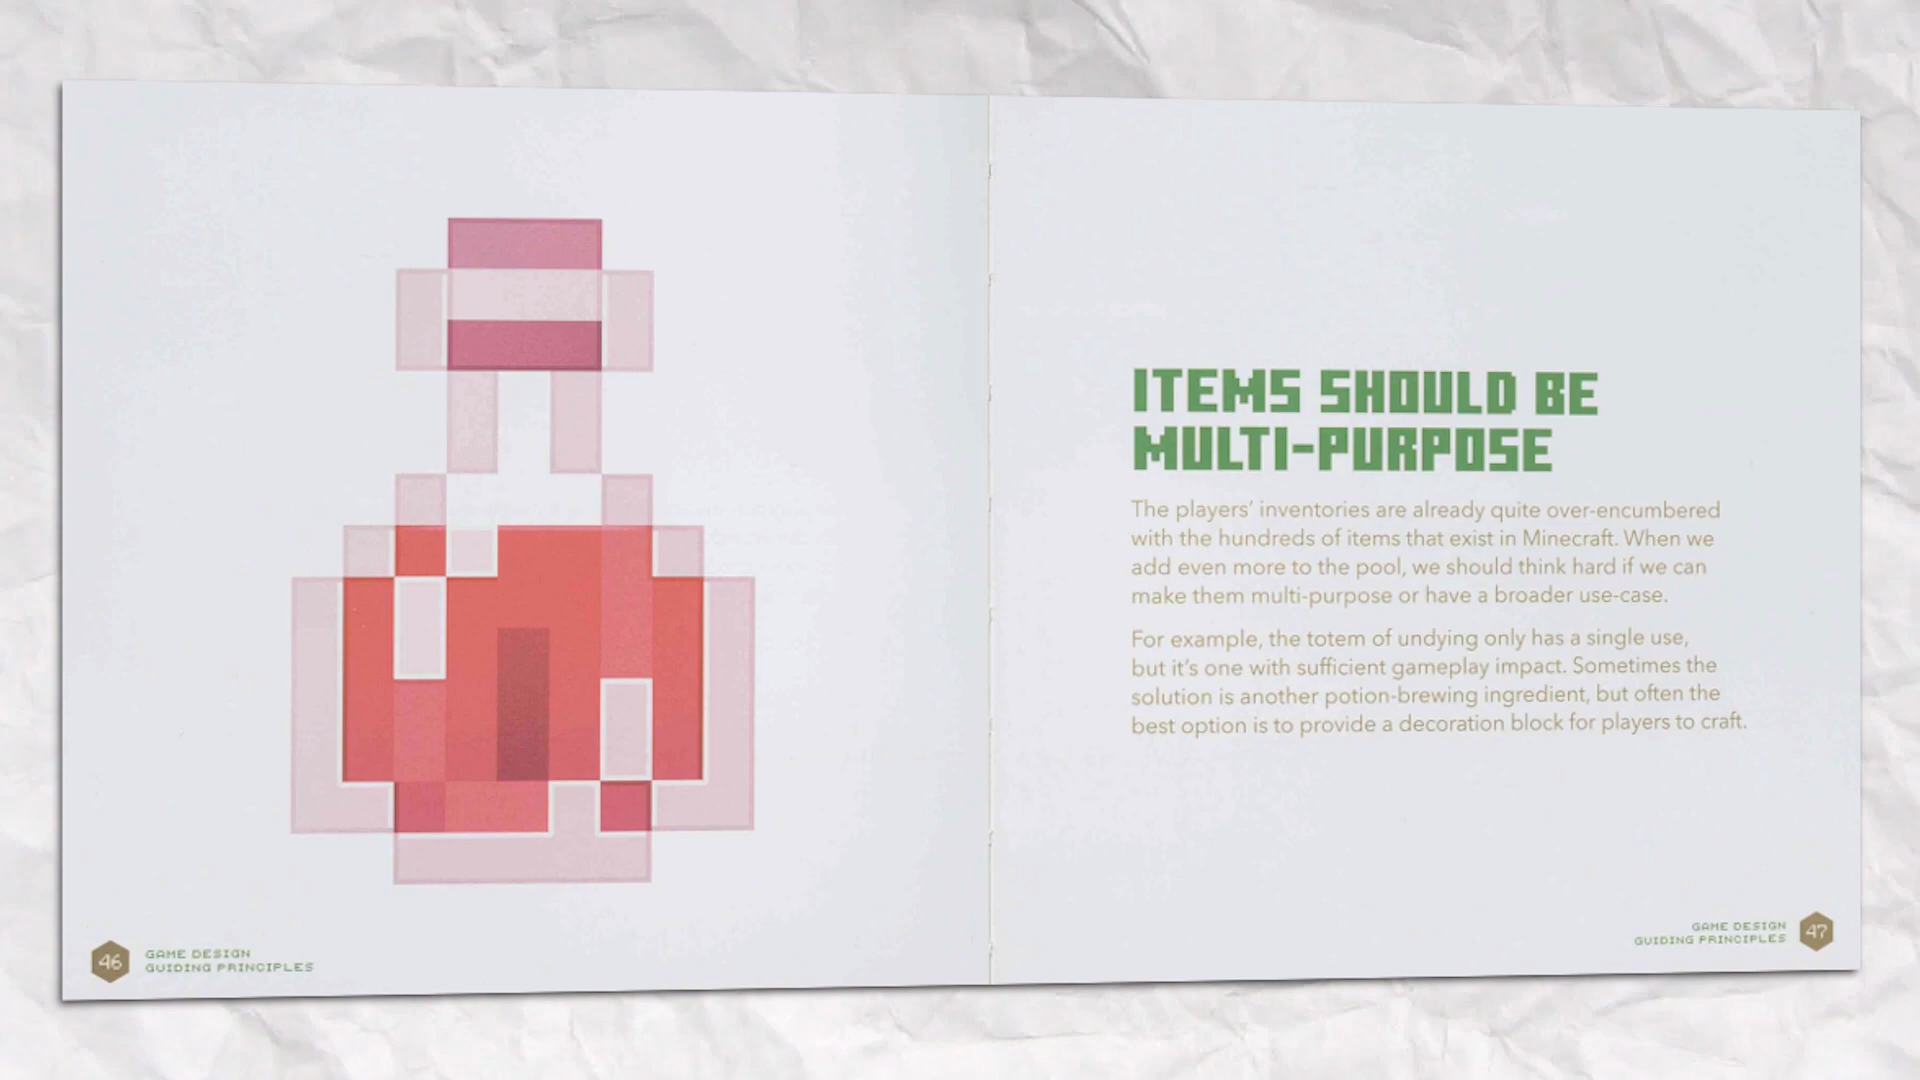 46
GAME DESIGN
GUIDING PRINCIPLES
ITEMS SHOULD BE
MULTI-PURPOSE
The players’ inventories are already quite over-encumbered
with the hundreds of items that exist in Minecraft. When we
add even more to the pool, we should think hard if we can
make them multi-purpose or have a broader use-case.
For example, the totem of undying only has a single use,
but it’s one with sufficient gameplay impact. Sometimes the
solution is another potion-brewing ingredient, but often the
best option is to provide a decoration block for players to craft.
GAME DESIGN
GUIDING PRINCIPLES
47